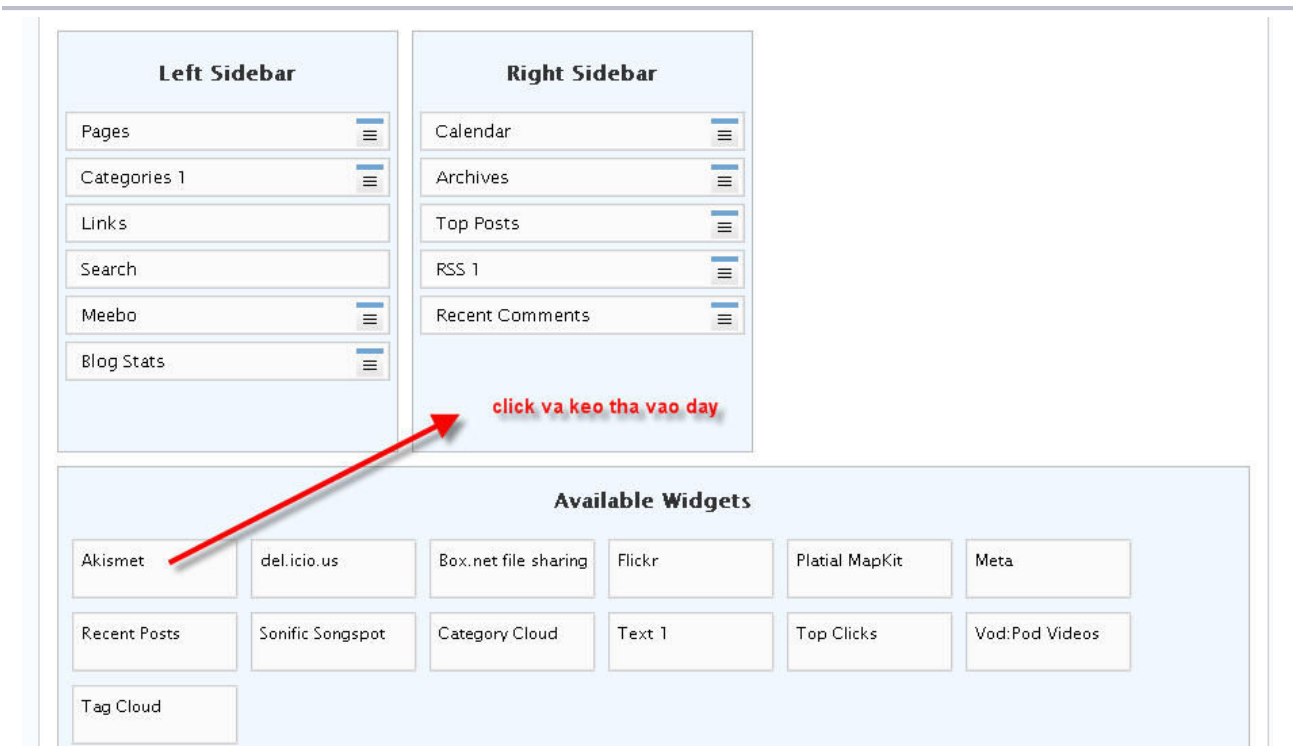 Left Sidebar
Pages
Categories 1
Links
Search
Meebo
Blog Stats
Right Sidebar
Calendar
Archives
Top Posts
RSS 1
Recent Comments
click va keo tha vao day
Available Widgets
Akismet
del.icio.us
Box.net file sharing
Flickr
Platial MapKit
Meta
Recent Posts
Sonific Songspot
Category Cloud
Text 1
Top Clicks
Vod:Pod Videos
Tag Cloud